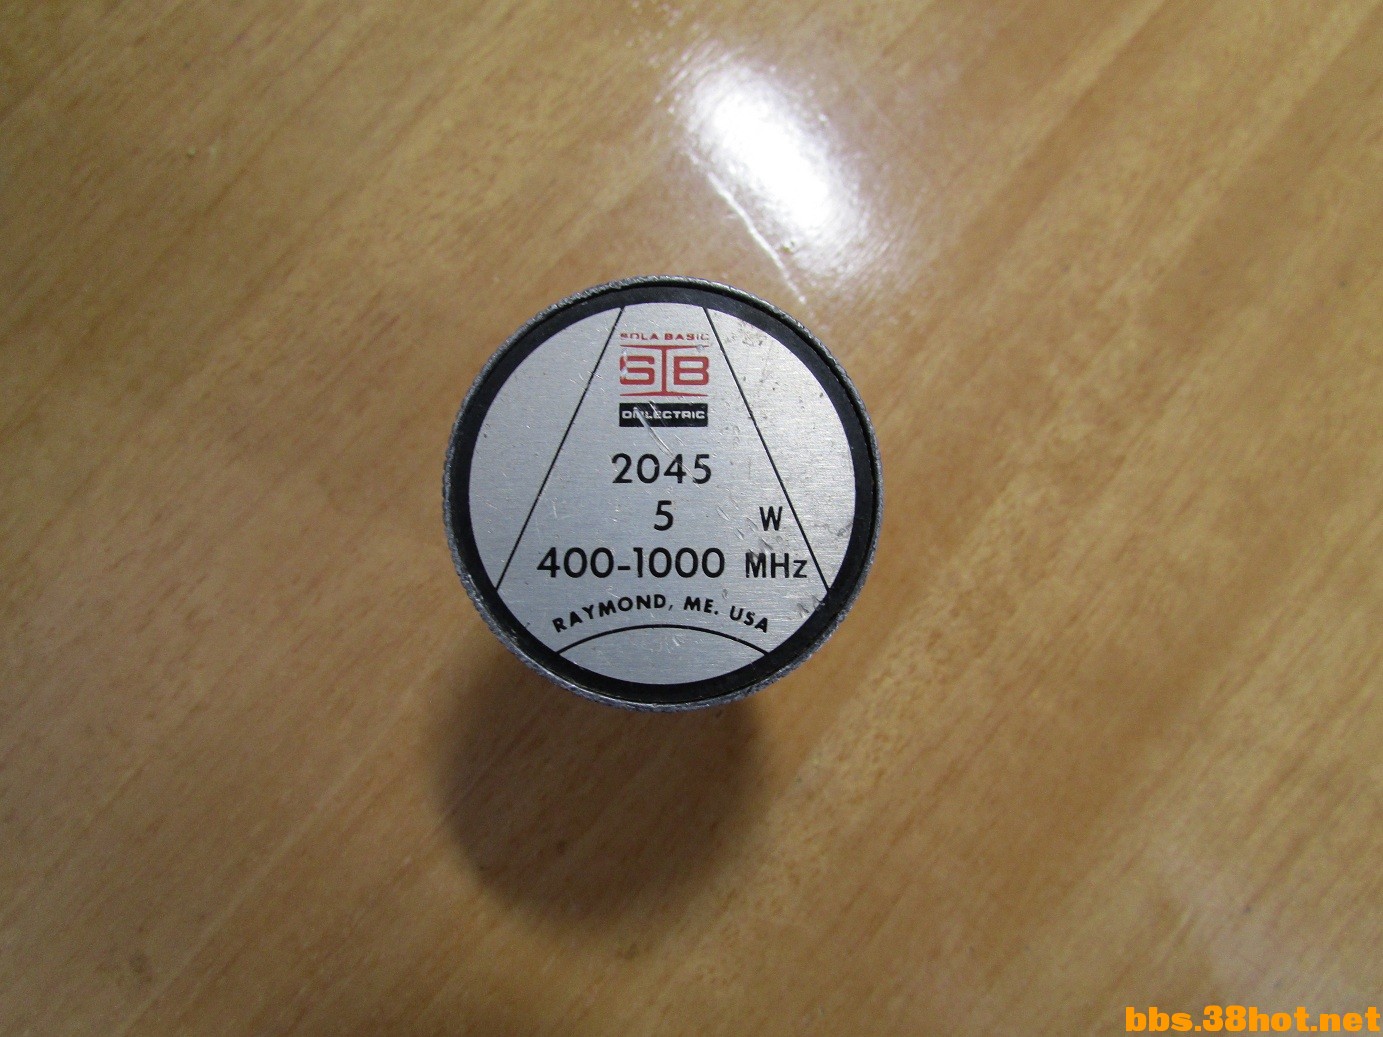 SOLA BASIC
SB
DIELECTRIC
2045
5 W
400-1000 MHz
RAYMOND, ME. USA
bbs.38hot.net